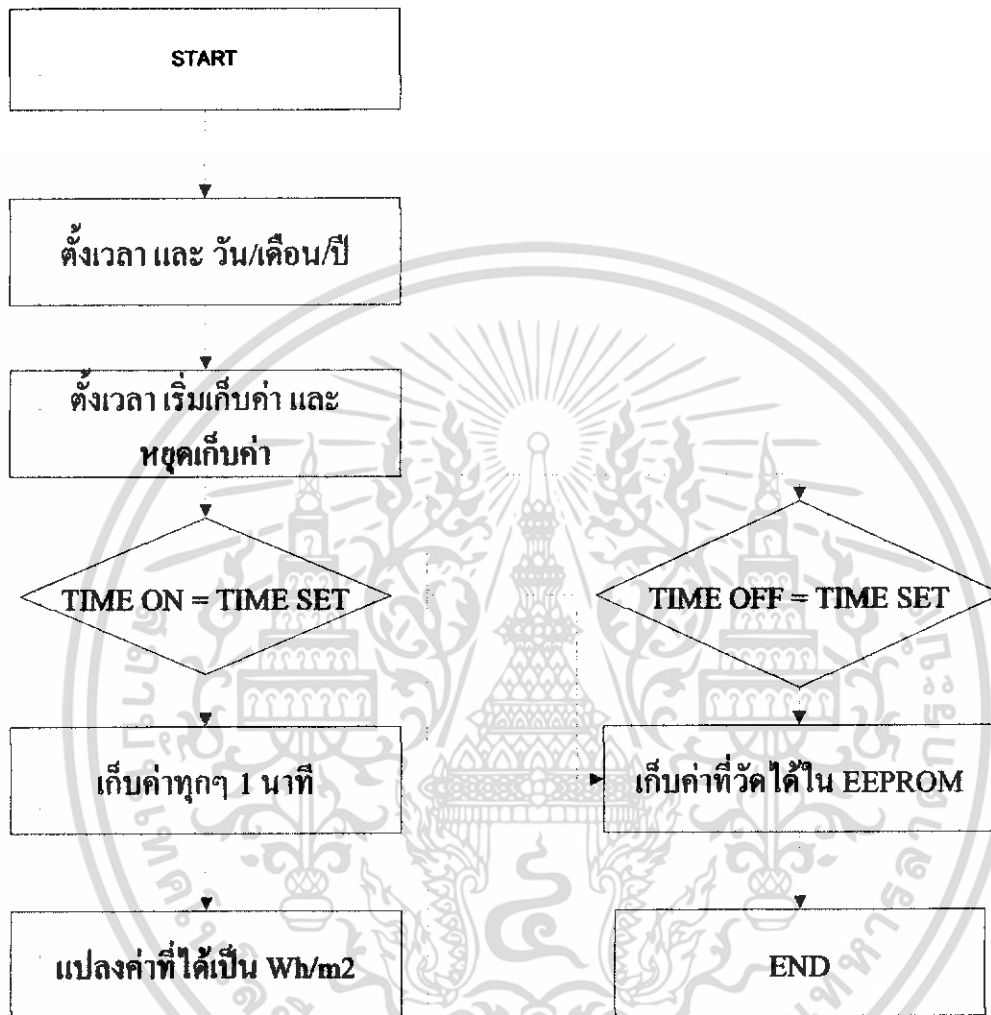 START
ตั้งเวลา และ วัน/เดือน/ปี
ตั้งเวลา เริ่มเก็บค่า และ
หยุดเก็บค่า
TIME ON = TIME SET
เก็บค่าทุกๆ 1 นาที
แปลงค่าที่ได้เป็น Wh/m2
TIME OFF = TIME SET
เก็บค่าที่วัดได้ใน EEPROM
END